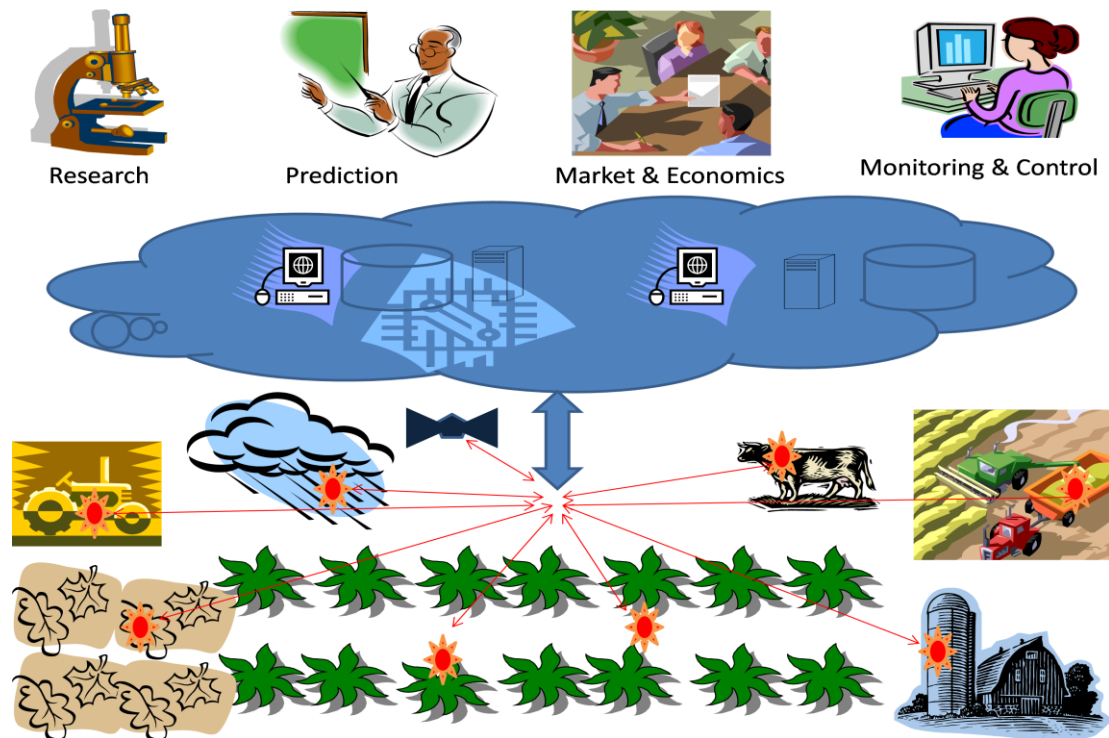 Research
Prediction
Market & Economics
Monitoring & Control